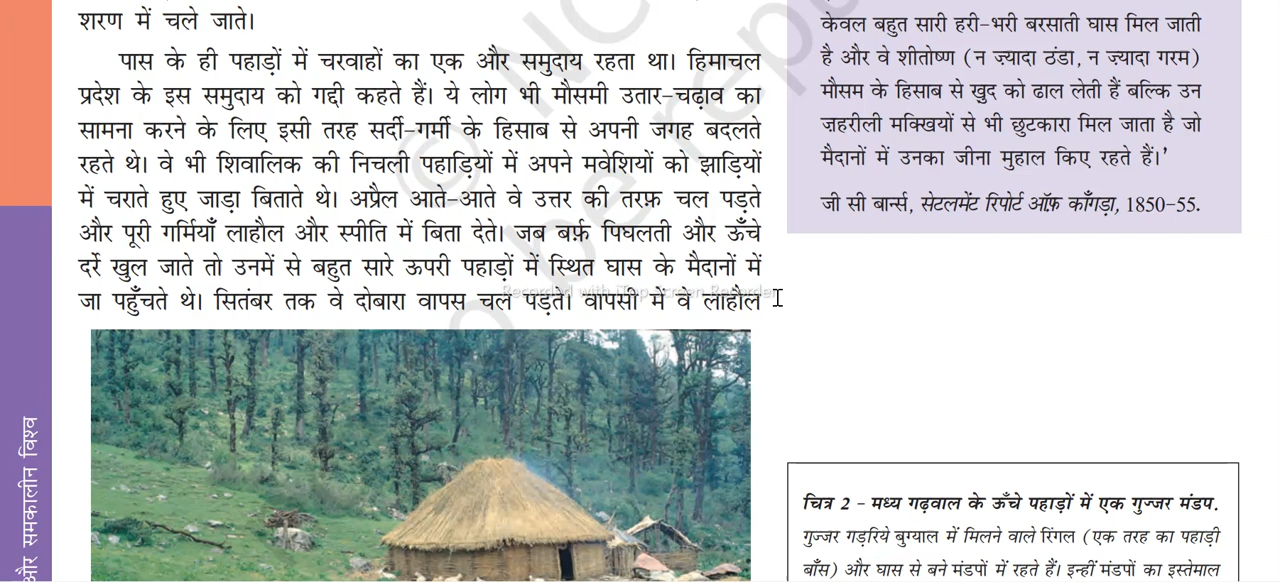 शरण में चले जाते।
पास के ही पहाड़ों में चरवाहों का एक और समुदाय रहता था। हिमाचल
प्रदेश के इस समुदाय को गद्दी कहते हैं। ये लोग भी मौसमी उतार-चढ़ाव का
सामना करने के लिए इसी तरह सर्दी-गर्मी के हिसाब से अपनी जगह बदलते
रहते थे। वे भी शिवालिक की निचली पहाड़ियों में अपने मवेशियों को झाड़ियों
में चराते हुए जाड़ा बिताते थे। अप्रैल आते-आते वे उत्तर की तरफ़ चल पड़ते
और पूरी गर्मियाँ लाहौल और स्पीति में बिता देते। जब बर्फ़ पिघलती और ऊँचे
दर्रे खुल जाते तो उनमें से बहुत सारे ऊपरी पहाड़ों में स्थित घास के मैदानों में
जा पहुँचते थे। सितंबर तक वे दोबारा वापस चल पड़ते। वापसी में वे लाहौल
Recorded with iTop Screen Recorder
केवल बहुत सारी हरी-भरी बरसाती घास मिल जाती
है और वे शीतोष्ण (न ज़्यादा ठंडा, न ज़्यादा गरम)
मौसम के हिसाब से खुद को ढाल लेती हैं बल्कि उन
ज़हरीली मक्खियों से भी छुटकारा मिल जाता है जो
मैदानों में उनका जीना मुहाल किए रहते हैं।'
जी सी बार्न्स, सेटलमेंट रिपोर्ट ऑफ़ काँगड़ा, 1850-55.
चित्र 2 - मध्य गढ़वाल के ऊँचे पहाड़ों में एक गुज्जर मंडप.
गुज्जर गड़रिये बुग्याल में मिलने वाले रिंगल (एक तरह का पहाड़ी
बाँस) और घास से बने मंडपों में रहते हैं। इन्हीं मंडपों का इस्तेमाल
और समकालीन विश्व